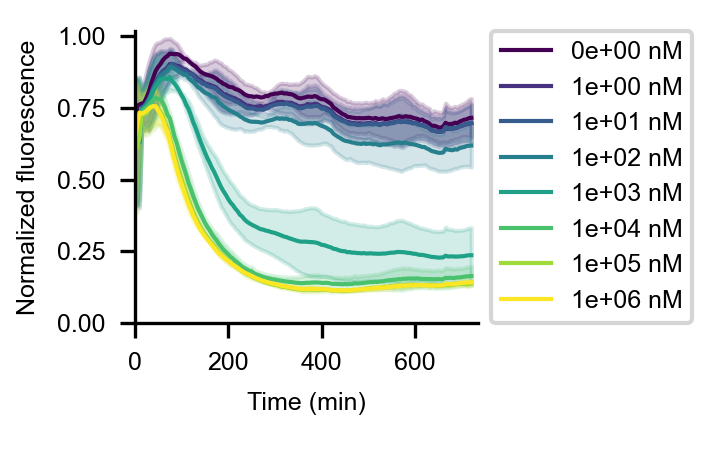 Normalized fluorescence
1.00
0.75
0.50
0.25
0.00
0 200 400 600
Time (min)
0e+00 nM
1e+00 nM
1e+01 nM
1e+02 nM
1e+03 nM
1e+04 nM
1e+05 nM
1e+06 nM